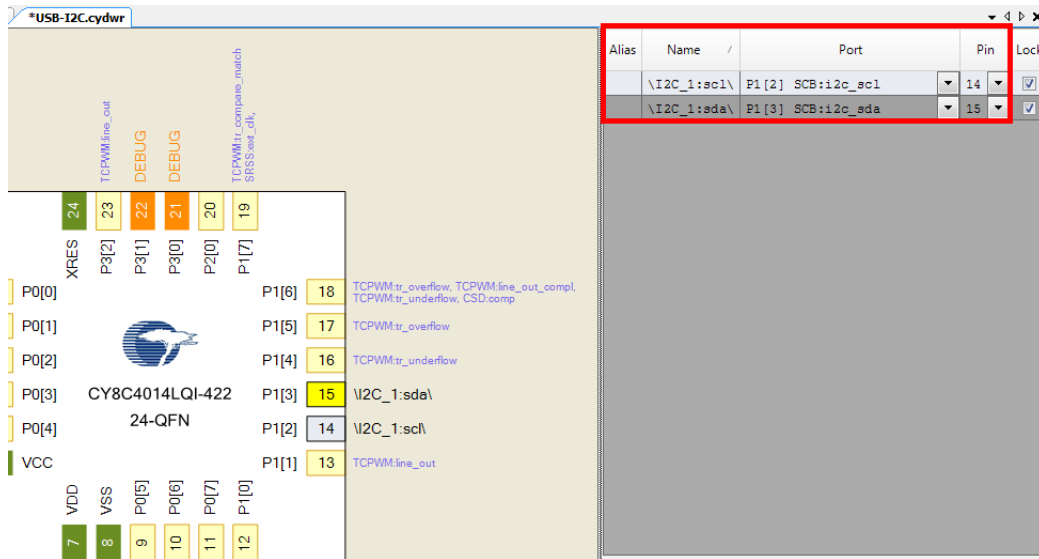 *USB-I2C.cydwr
Alias Name / Port Pin Lock
\I2C_1:scl\ P1[2] SCB:i2c_scl 14
\I2C_1:sda\ P1[3] SCB:i2c_sda 15
TCPWM:line_out
DEBUG
DEBUG
TCPWM:tr_compare_match
SRSS:ext_clk,
24 23 22 21 20 19
XRES P3[2] P3[1] P3[0] P2[0] P1[7]
P0[0]
P0[1]
P0[2]
P0[3]
P0[4]
VCC
CY8C4014LQI-422
24-QFN
P1[6] 18 TCPWM:tr_overflow, TCPWM:line_out_compl,
TCPWM:tr_underflow, CSD:comp
P1[5] 17 TCPWM:tr_overflow
P1[4] 16 TCPWM:tr_underflow
P1[3] 15 \I2C_1:sda\
P1[2] 14 \I2C_1:scl\
P1[1] 13 TCPWM:line_out
VDD VSS P0[5] P0[6] P0[7] P1[0]
7 8 9 10 11 12